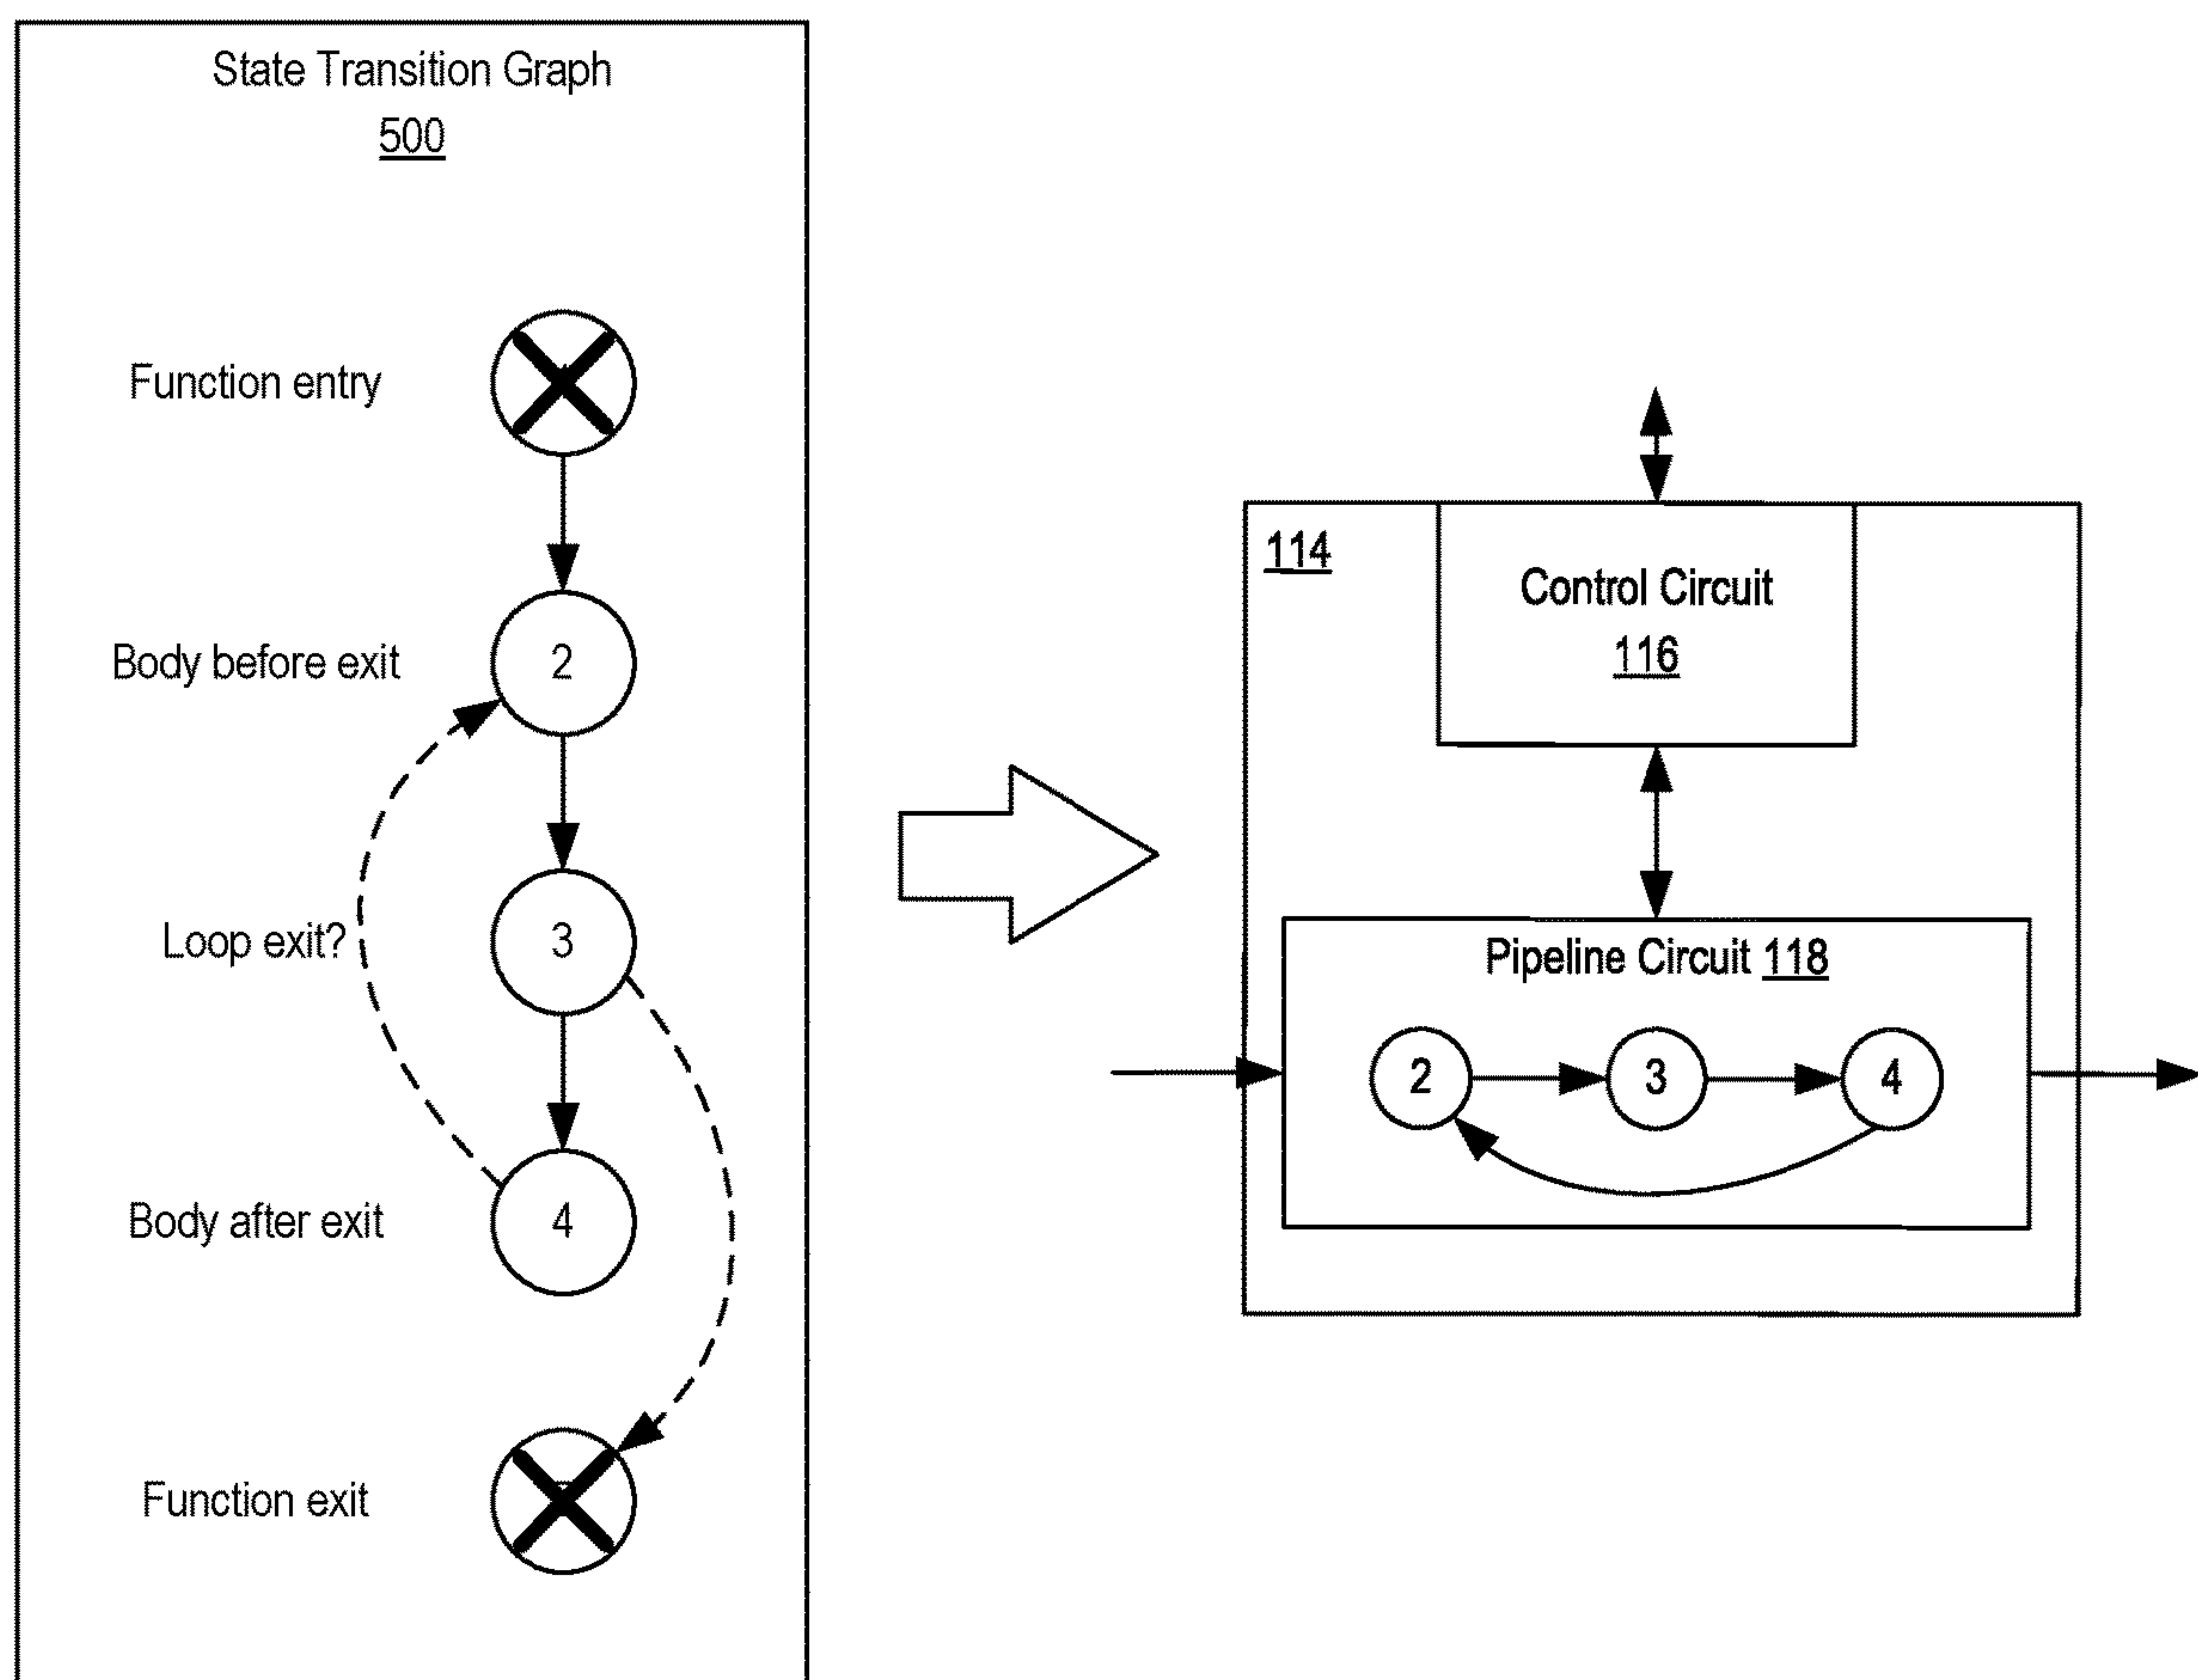 State Transition Graph
500
Function entry
Body before exit
2
Loop exit?
3
Body after exit
4
Function exit
114
Control Circuit
116
Pipeline Circuit 118
2
3
4